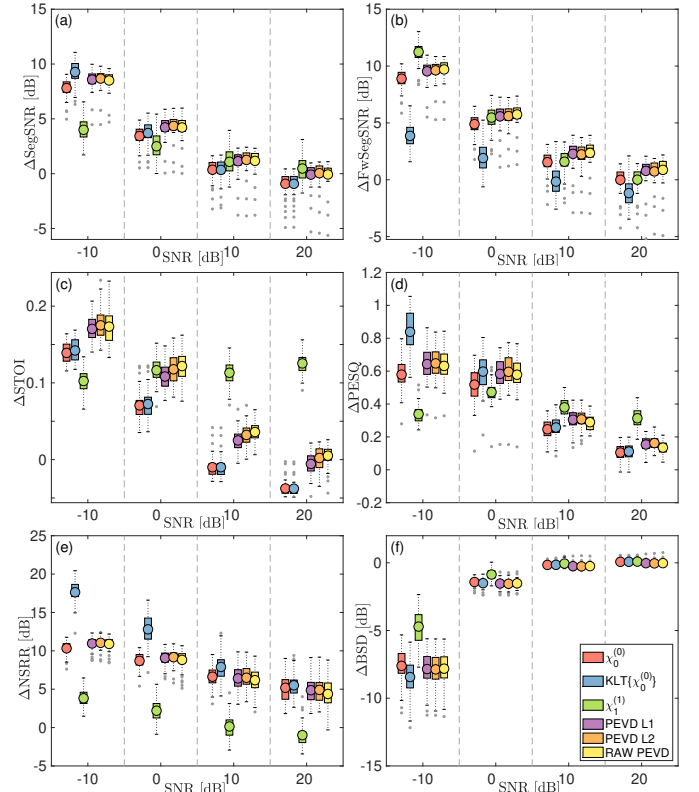 (a)
ΔSegSNR [dB]
15
10
5
0
-5
-10
0
10
20
SNR [dB]
(b)
ΔFwSegSNR [dB]
15
10
5
0
-5
-10
0
10
20
SNR [dB]
(c)
ΔSTOI
0.2
0.1
0
-10
0
10
20
SNR [dB]
(d)
ΔPESQ
1.2
1
0.8
0.6
0.4
0.2
0
-0.2
-10
0
10
20
SNR [dB]
(e)
ΔNSRR [dB]
25
20
15
10
5
0
-5
-10
0
10
20
SNR [dB]
(f)
ΔBSD [dB]
0
-5
-10
-15
-10
0
10
20
SNR [dB]
χ₀⁽⁰⁾
KLT{χ₀⁽⁰⁾}
χ₁⁽¹⁾
PEVD L1
PEVD L2
RAW PEVD